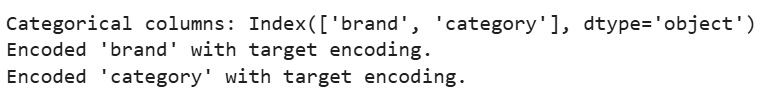 Categorical columns: Index(['brand', 'category'], dtype='object')
Encoded 'brand' with target encoding.
Encoded 'category' with target encoding.